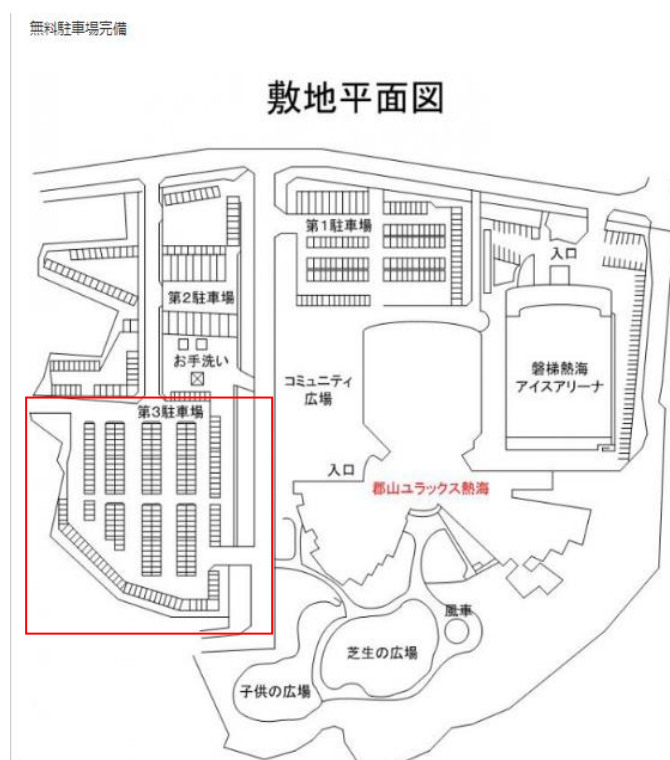 無料駐車場完備
敷地平面図
第1駐車場
入口
第2駐車場
お手洗い
コミュニティ
広場
磐梯熱海
アイスアリーナ
第3駐車場
入口
郡山ユラックス熱海
風車
芝生の広場
子供の広場